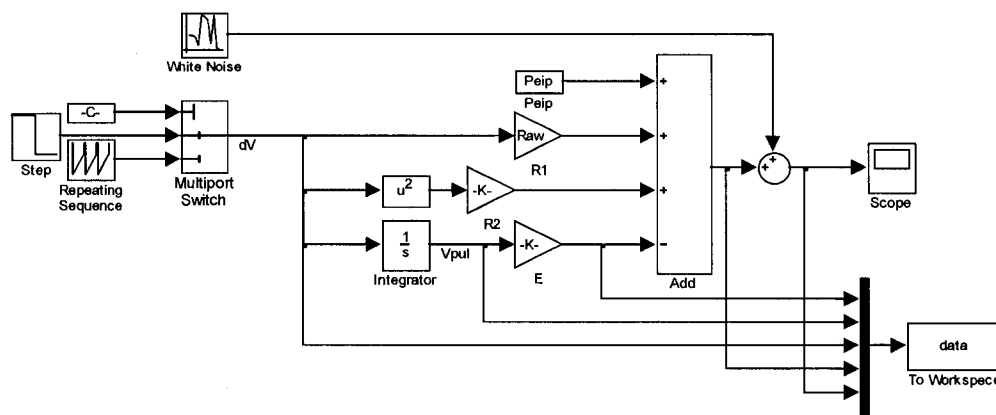 White Noise
-C-
Step
Repeating
Sequence
Multiport
Switch
dV
Peip
Peip
Raw
R1
u²
-K-
R2
1
s
Integrator
Vpul
-K-
E
+
+
+
−
Add
+
+
Scope
data
To Workspece